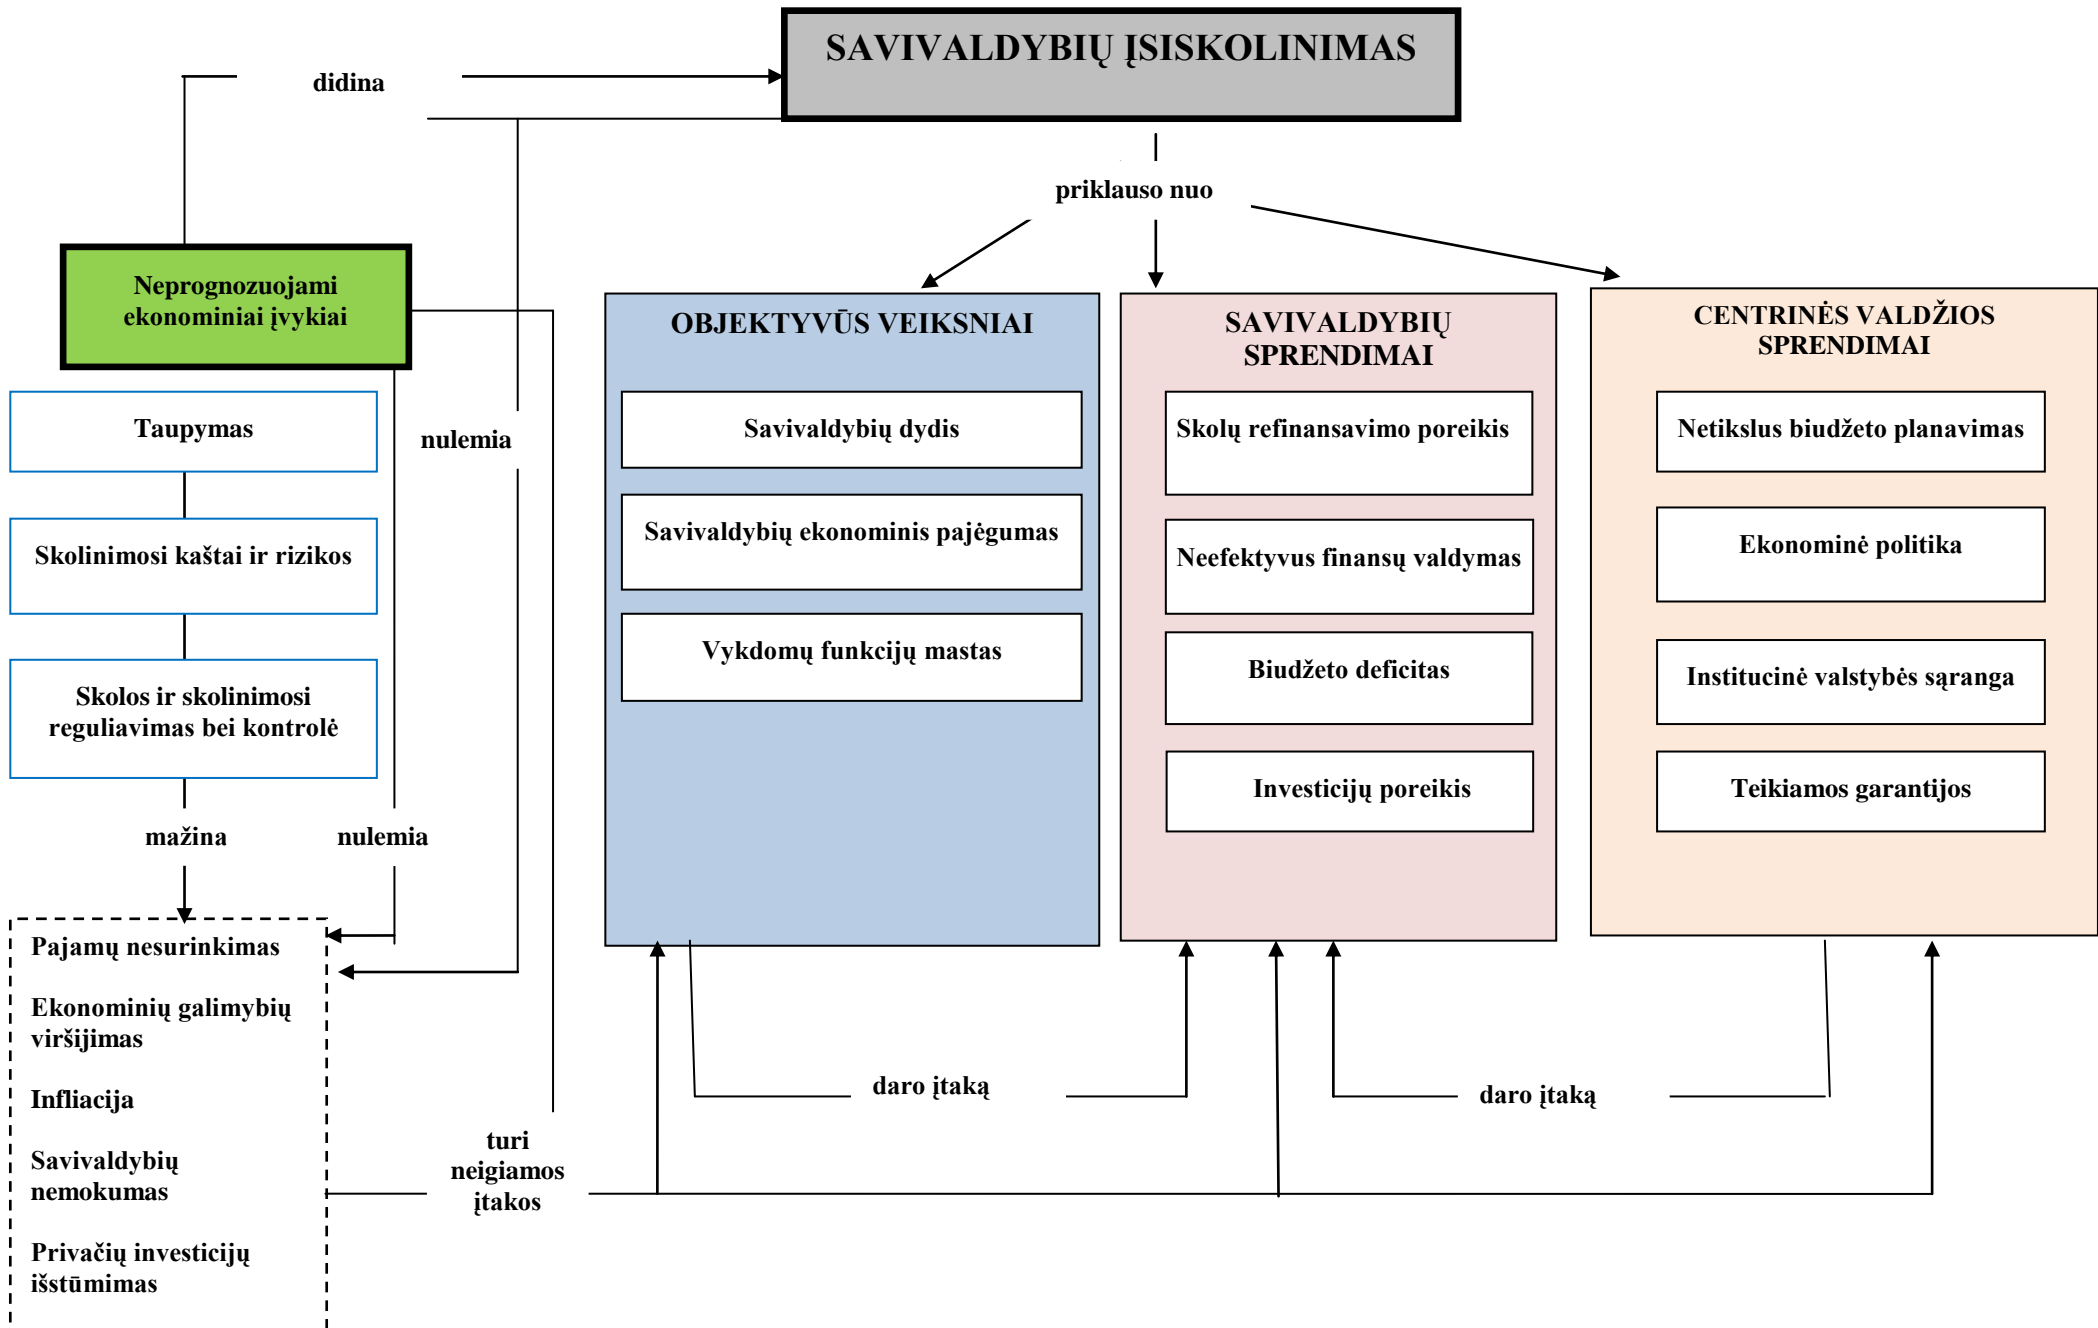 SAVIVALDYBIŲ ĮSISKOLINIMAS
didina
priklauso nuo
Neprognozuojami
ekonominiai įvykiai
Taupymas
Skolinimosi kaštai ir rizikos
Skolos ir skolinimosi
reguliavimas bei kontrolė
mažina
nulemia
nulemia
OBJEKTYVŪS VEIKSNIAI
Savivaldybių dydis
Savivaldybių ekonominis pajėgumas
Vykdomų funkcijų mastas
SAVIVALDYBIŲ
SPRENDIMAI
Skolų refinansavimo poreikis
Neefektyvus finansų valdymas
Biudžeto deficitas
Investicijų poreikis
CENTRINĖS VALDŽIOS
SPRENDIMAI
Netikslus biudžeto planavimas
Ekonominė politika
Institucinė valstybės sąranga
Teikiamos garantijos
Pajamų nesurinkimas
Ekonominių galimybių
viršijimas
Infliacija
Savivaldybių
nemokumas
Privačių investicijų
išstūmimas
turi
neigiamos
įtakos
daro įtaką
daro įtaką